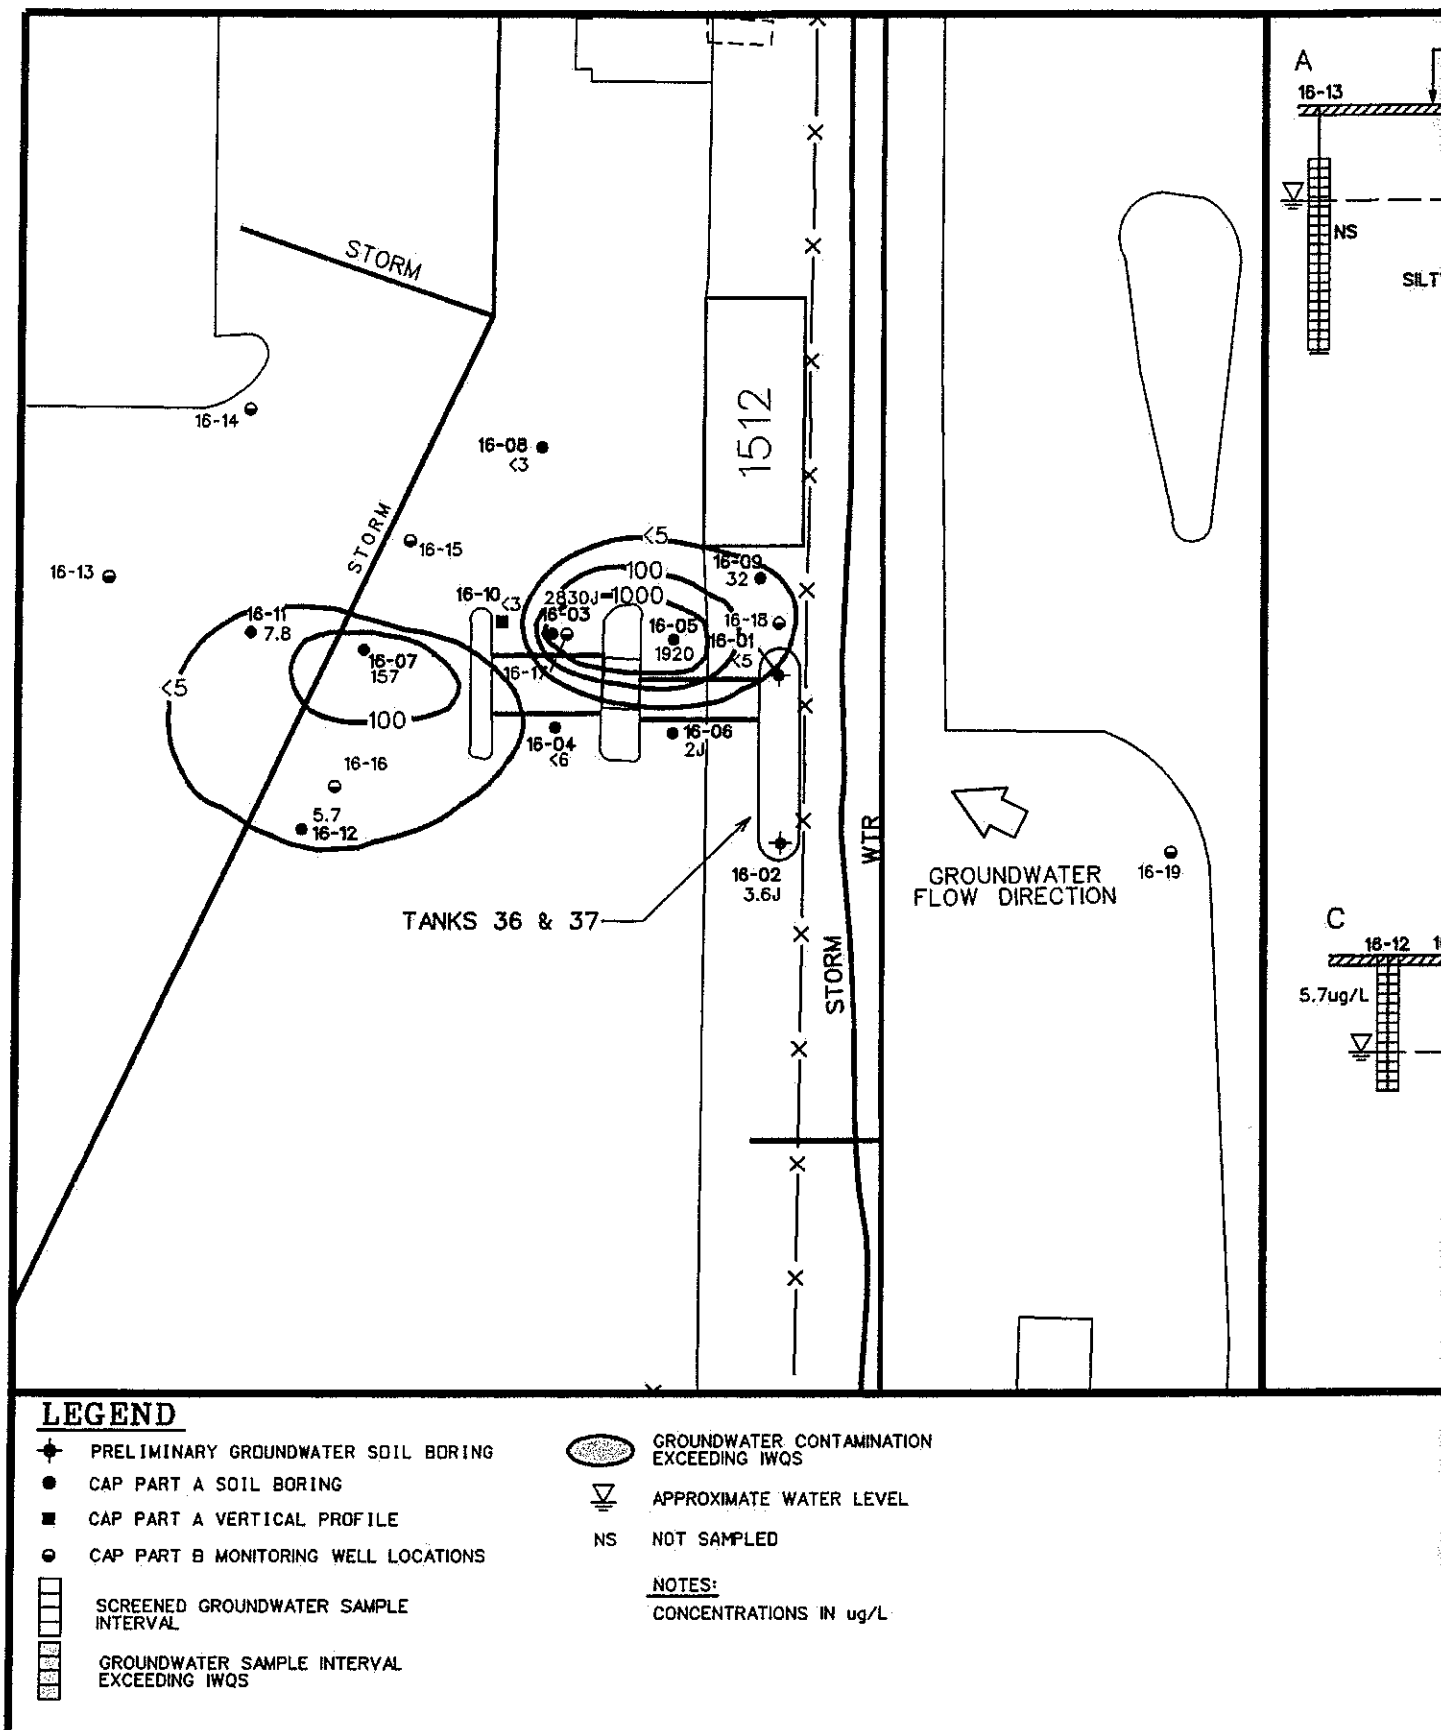 A
16-13
NS
STORM
1512
16-14
16-08
<3
STORM
16-15
16-13
<5
16-09
32
100
2830J
1000
16-10
<3
16-03
16-05
1920
16-18
16-01
<5
16-11
7.8
16-07
157
16-17
<5
100
16-04
<6
16-06
2J
16-16
5.7
16-12
WTR
16-02
3.6J
GROUNDWATER
FLOW DIRECTION
16-19
TANKS 36 & 37
STORM
C
16-12
5.7ug/L
LEGEND
PRELIMINARY GROUNDWATER SOIL BORING
CAP PART A SOIL BORING
CAP PART A VERTICAL PROFILE
CAP PART B MONITORING WELL LOCATIONS
SCREENED GROUNDWATER SAMPLE
INTERVAL
GROUNDWATER SAMPLE INTERVAL
EXCEEDING IWQS
GROUNDWATER CONTAMINATION
EXCEEDING IWQS
APPROXIMATE WATER LEVEL
NS NOT SAMPLED
NOTES:
CONCENTRATIONS IN ug/L